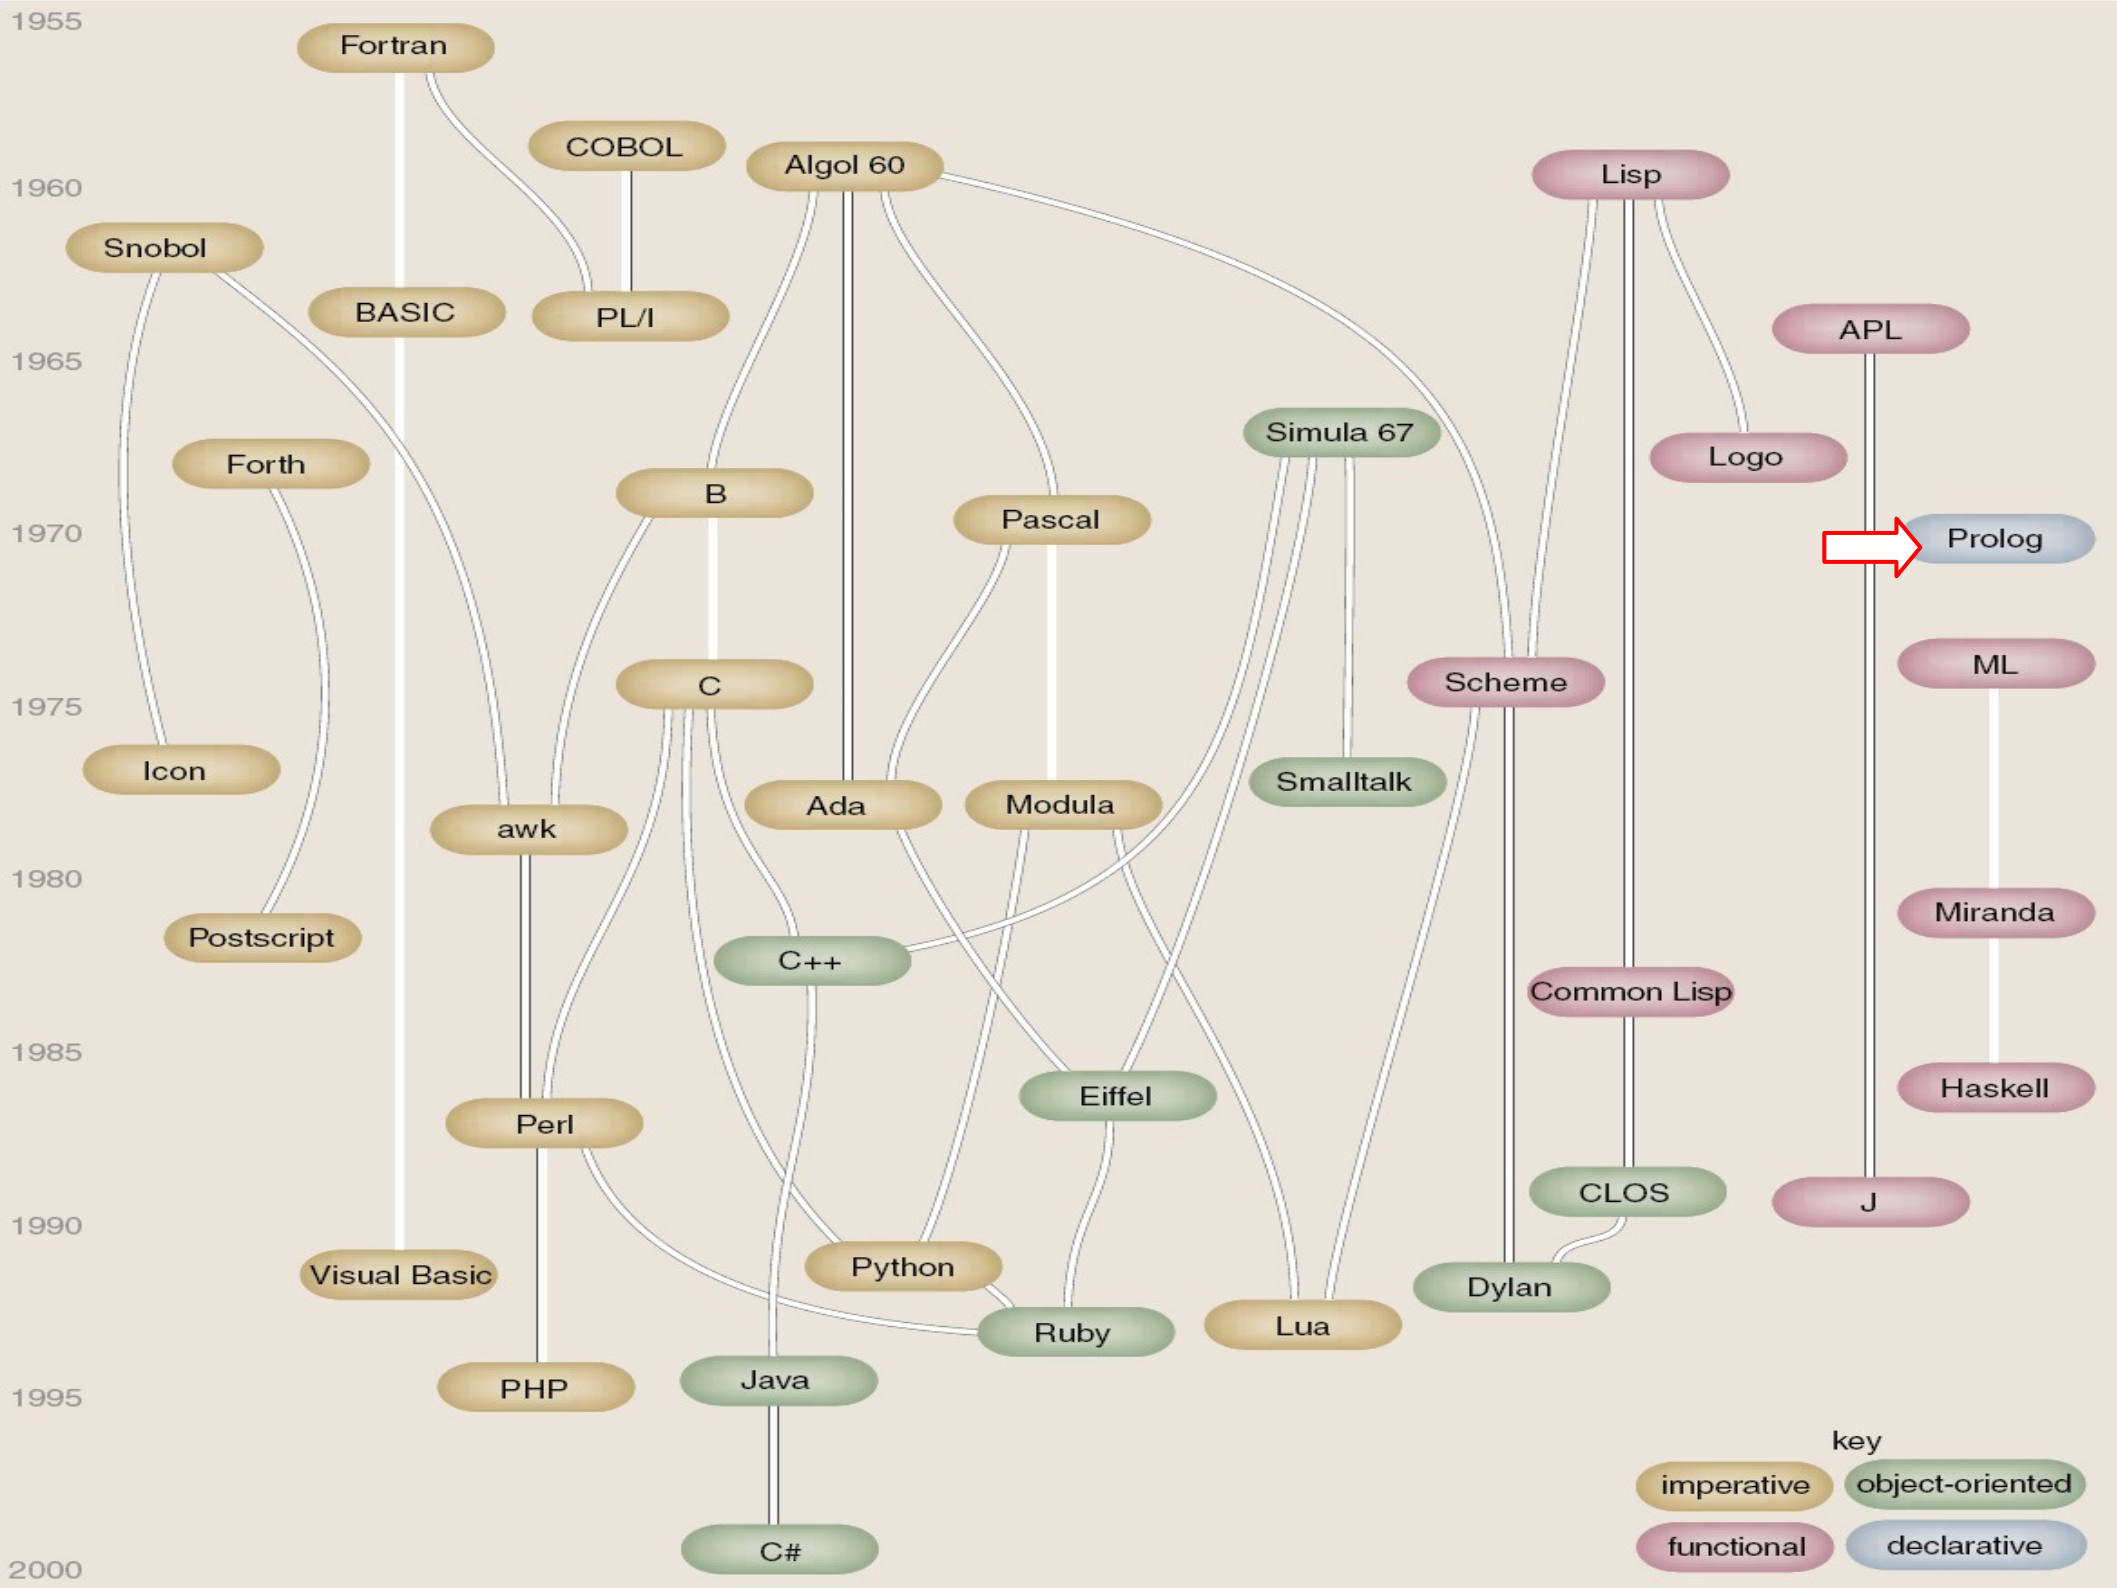 1955
Fortran
COBOL
Algol 60
Lisp
1960
Snobol
BASIC
PL/I
APL
1965
Simula 67
Logo
Forth
B
Pascal
1970
Prolog
ML
C
Scheme
1975
Icon
Smalltalk
Ada
Modula
awk
1980
Miranda
Postscript
C++
Common Lisp
1985
Haskell
Eiffel
Perl
CLOS
J
1990
Python
Visual Basic
Dylan
Lua
Ruby
Java
PHP
1995
key
imperative
object-oriented
functional
declarative
C#
2000